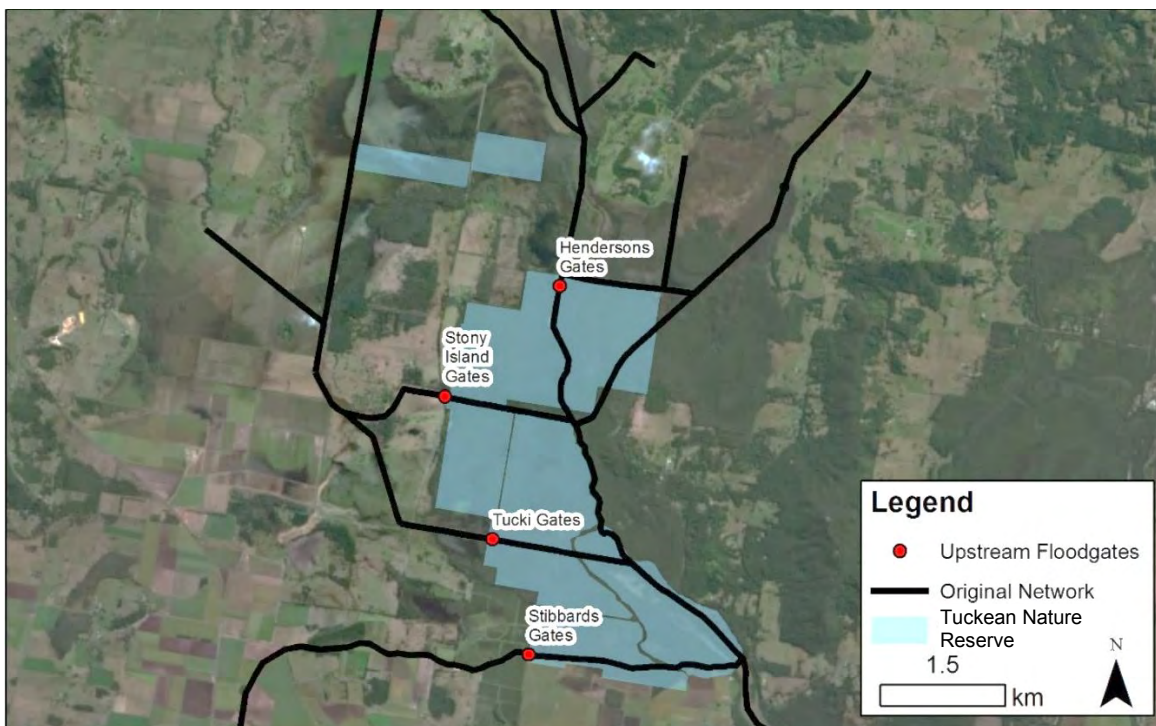 Hendersons
Gates
Stony
Island
Gates
Tucki Gates
Stibbards
Gates
Legend
Upstream Floodgates
Original Network
Tuckean Nature
Reserve
1.5
km
N